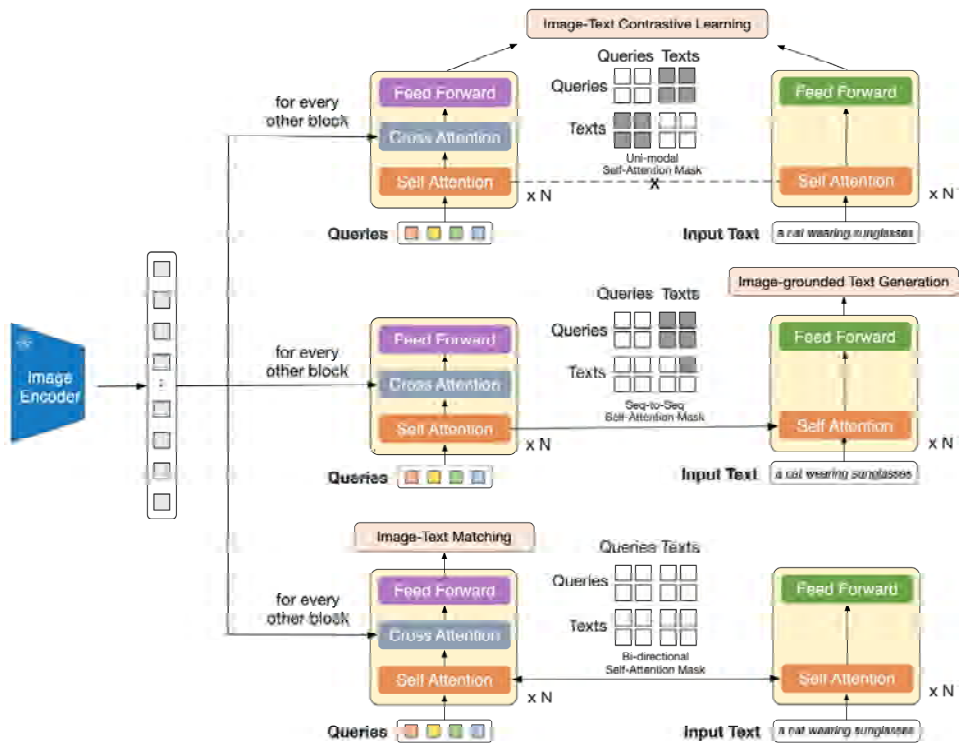 Image-Text Contrastive Learning
Queries Texts
Feed Forward
Queries
Feed Forward
for every
other block
Cross Attention
Texts
Uni-modal
Self-Attention Mask
Self Attention
X
Self Attention
x N
x N
Queries
Input Text
a cat wearing sunglasses
Queries Texts
Image-grounded Text Generation
Queries
Feed Forward
Feed Forward
for every
other block
Texts
Image
Encoder
Cross Attention
Seq-to-Seq
Self-Attention Mask
Self Attention
Self Attention
x N
x N
Queries
Input Text
a cat wearing sunglasses
Image-Text Matching
Queries Texts
Queries
Feed Forward
Feed Forward
for every
other block
Cross Attention
Texts
Bi-directional
Self-Attention Mask
Self Attention
Self Attention
x N
x N
Queries
Input Text
a cat wearing sunglasses